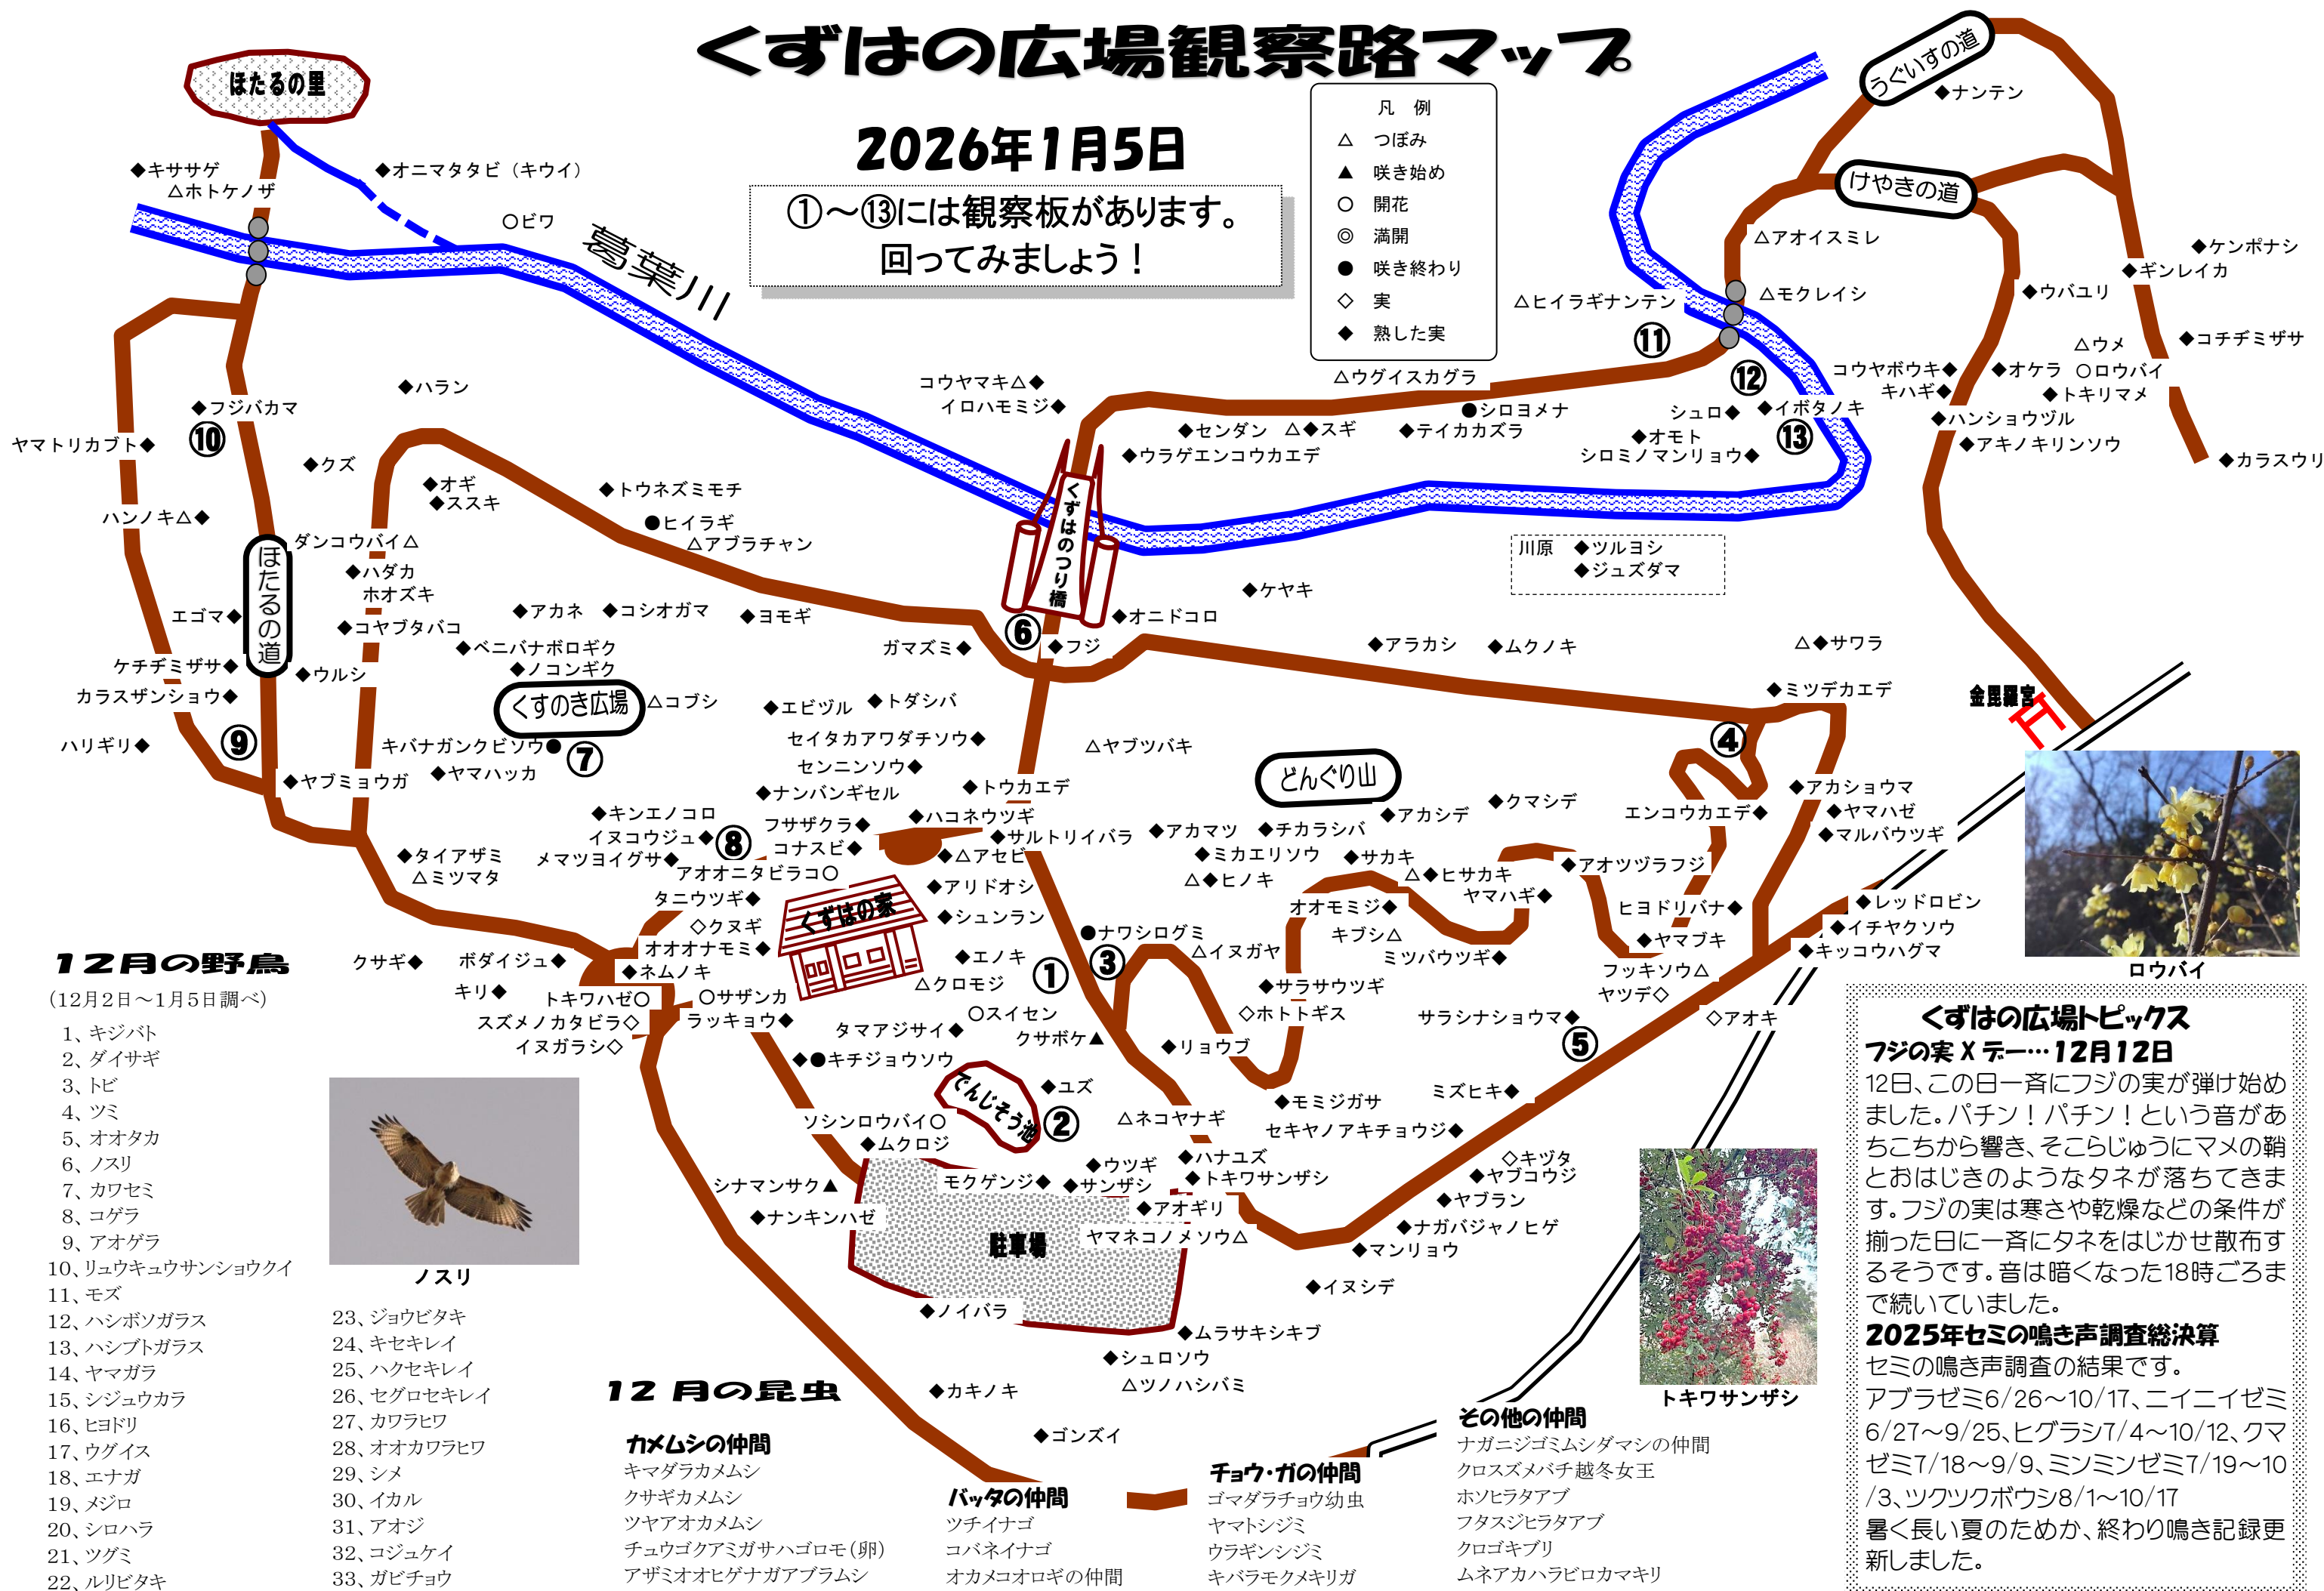 くずはの広場観察路マップ
2026年1月5日
①～⑬には観察板があります。
回ってみましょう！
凡　例
△　つぼみ
▲　咲き始め
○　開花
◎　満開
●　咲き終わり
◇　実
◆　熟した実
ほたるの里
◆キササゲ
△ホトケノザ
◆オニマタタビ（キウイ）
○ビワ
葛葉川
うぐいすの道
◆ナンテン
けやきの道
△アオイスミレ
△モクレイシ
△ヒイラギナンテン
⑪
⑫
⑬
◆ケンポナシ
◆ギンレイカ
◆ウバユリ
◆コチヂミザサ
△ウメ
コウヤボウキ◆
◆オケラ
○ロウバイ
キハギ◆
◆トキリマメ
◆ハンショウヅル
◆アキノキリンソウ
◆カラスウリ
△ウグイスカグラ
コウヤマキ△◆
イロハモミジ◆
●シロヨメナ
シュロ◆
◆イボタノキ
◆センダン
△◆スギ
◆テイカカズラ
◆オモト
◆ウラゲエンコウカエデ
シロミノマンリョウ◆
◆ハラン
◆フジバカマ
⑩
ヤマトリカブト◆
◆クズ
◆オギ
◆ススキ
◆トウネズミモチ
ハンノキ△◆
●ヒイラギ
△アブラチャン
ダンコウバイ△
◆ハダカ
ホオズキ
ほたるの道
エゴマ◆
◆コヤブタバコ
◆アカネ
◆コシオガマ
◆ヨモギ
◆ベニバナボロギク
◆ノコンギク
ケチヂミザサ◆
◆ウルシ
カラスザンショウ◆
くすのき広場
△コブシ
ハリギリ◆
⑨
キバナガンクビソウ●
⑦
◆ヤブミョウガ
◆ヤマハッカ
くずはのつり橋
⑥
◆オニドコロ
◆ケヤキ
川原　◆ツルヨシ
◆ジュズダマ
ガマズミ◆
◆フジ
◆アラカシ
◆ムクノキ
△◆サワラ
◆ミツデカエデ
金毘羅宮
◆エビヅル
◆トダシバ
セイタカアワダチソウ◆
センニンソウ◆
△ヤブツバキ
④
どんぐり山
◆ナンバンギセル
◆トウカエデ
◆キンエノコロ
フサザクラ◆
◆ハコネウツギ
イヌコウジュ◆
⑧
コナスビ◆
◆サルトリイバラ
メマツヨイグサ◆
◆△アセビ
アオオニタビラコ○
◆アカマツ
◆チカラシバ
◆アカシデ
◆クマシデ
エンコウカエデ◆
◆アカショウマ
◆ヤマハゼ
◆マルバウツギ
◆ミカエリソウ
◆サカキ
◆アオツヅラフジ
△◆ヒノキ
△◆ヒサカキ
ヤマハギ◆
◆タイアザミ
△ミツマタ
タニウツギ◆
◆アリドオシ
◇クヌギ
くずはの家
◆シュンラン
オオモミジ◆
ヒヨドリバナ◆
◆レッドロビン
オオオナモミ◆
●ナワシログミ
キブシ△
◆ヤマブキ
◆イチヤクソウ
◆キッコウハグマ
クサギ◆
ボダイジュ◆
◆ネムノキ
◆エノキ
①
③
△イヌガヤ
ミツバウツギ◆
フッキソウ△
キリ◆
トキワハゼ○
○サザンカ
△クロモジ
◆サラサウツギ
ヤツデ◇
スズメノカタビラ◇
ラッキョウ◆
○スイセン
◇ホトトギス
サラシナショウマ◆
◇アオキ
イヌガラシ◇
タマアジサイ◆
クサボケ▲
◆リョウブ
⑤
◆●キチジョウソウ
でんじそう池
◆ユズ
②
ソシンロウバイ○
△ネコヤナギ
◆モミジガサ
ミズヒキ◆
◆ムクロジ
セキヤノアキチョウジ◆
シナマンサク▲
モクゲンジ◆
◆ウツギ
◆サンザシ
◆ハナユズ
◆トキワサンザシ
◇キヅタ
◆ヤブコウジ
◆ナンキンハゼ
◆アオギリ
◆ヤブラン
駐車場
ヤマネコノメソウ△
◆ナガバジャノヒゲ
◆マンリョウ
◆イヌシデ
◆ノイバラ
◆ムラサキシキブ
◆シュロソウ
◆カキノキ
△ツノハシバミ
◆ゴンズイ
ロウバイ
トキワサンザシ
ノスリ
12月の野鳥
（12月2日～1月5日調べ）
1、キジバト
2、ダイサギ
3、トビ
4、ツミ
5、オオタカ
6、ノスリ
7、カワセミ
8、コゲラ
9、アオゲラ
10、リュウキュウサンショウクイ
11、モズ
12、ハシボソガラス
13、ハシブトガラス
14、ヤマガラ
15、シジュウカラ
16、ヒヨドリ
17、ウグイス
18、エナガ
19、メジロ
20、シロハラ
21、ツグミ
22、ルリビタキ
23、ジョウビタキ
24、キセキレイ
25、ハクセキレイ
26、セグロセキレイ
27、カワラヒワ
28、オオカワラヒワ
29、シメ
30、イカル
31、アオジ
32、コジュケイ
33、ガビチョウ
12月の昆虫
カメムシの仲間
キマダラカメムシ
クサギカメムシ
ツヤアオカメムシ
チュウゴクアミガサハゴロモ（卵）
アザミオオヒゲナガアブラムシ
バッタの仲間
ツチイナゴ
コバネイナゴ
オカメコオロギの仲間
チョウ・ガの仲間
ゴマダラチョウ幼虫
ヤマトシジミ
ウラギンシジミ
キバラモクメキリガ
その他の仲間
ナガニジゴミムシダマシの仲間
クロスズメバチ越冬女王
ホソヒラタアブ
フタスジヒラタアブ
クロゴキブリ
ムネアカハラビロカマキリ
くずはの広場トピックス
フジの実 X デー…12月12日
12日、この日一斉にフジの実が弾け始め
ました。パチン！パチン！という音があ
ちこちから響き、そこらじゅうにマメの鞘
とおはじきのようなタネが落ちてきま
す。フジの実は寒さや乾燥などの条件が
揃った日に一斉にタネをはじかせ散布す
るそうです。音は暗くなった18時ごろま
で続いていました。
2025年セミの鳴き声調査総決算
セミの鳴き声調査の結果です。
アブラゼミ6/26～10/17、ニイニイゼミ
6/27～9/25、ヒグラシ7/4～10/12、クマ
ゼミ7/18～9/9、ミンミンゼミ7/19～10
/3、ツクツクボウシ8/1～10/17
暑く長い夏のためか、終わり鳴き記録更
新しました。